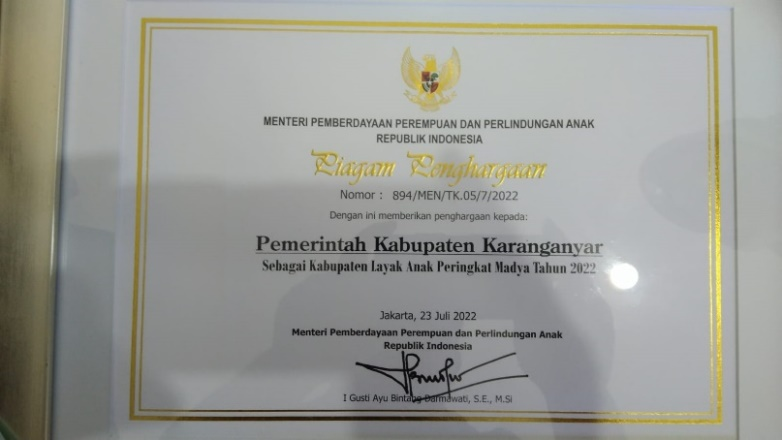 MENTERI PEMBERDAYAAN PEREMPUAN DAN PERLINDUNGAN ANAK
REPUBLIK INDONESIA
Piagam Penghargaan
Nomor : 894/MEN/TK.05/7/2022
Dengan ini memberikan penghargaan kepada:
Pemerintah Kabupaten Karanganyar
Sebagai Kabupaten Layak Anak Peringkat Madya Tahun 2022
Jakarta, 23 Juli 2022
Menteri Pemberdayaan Perempuan dan Perlindungan Anak
Republik Indonesia
I Gusti Ayu Bintang Darmawati, S.E., M.Si